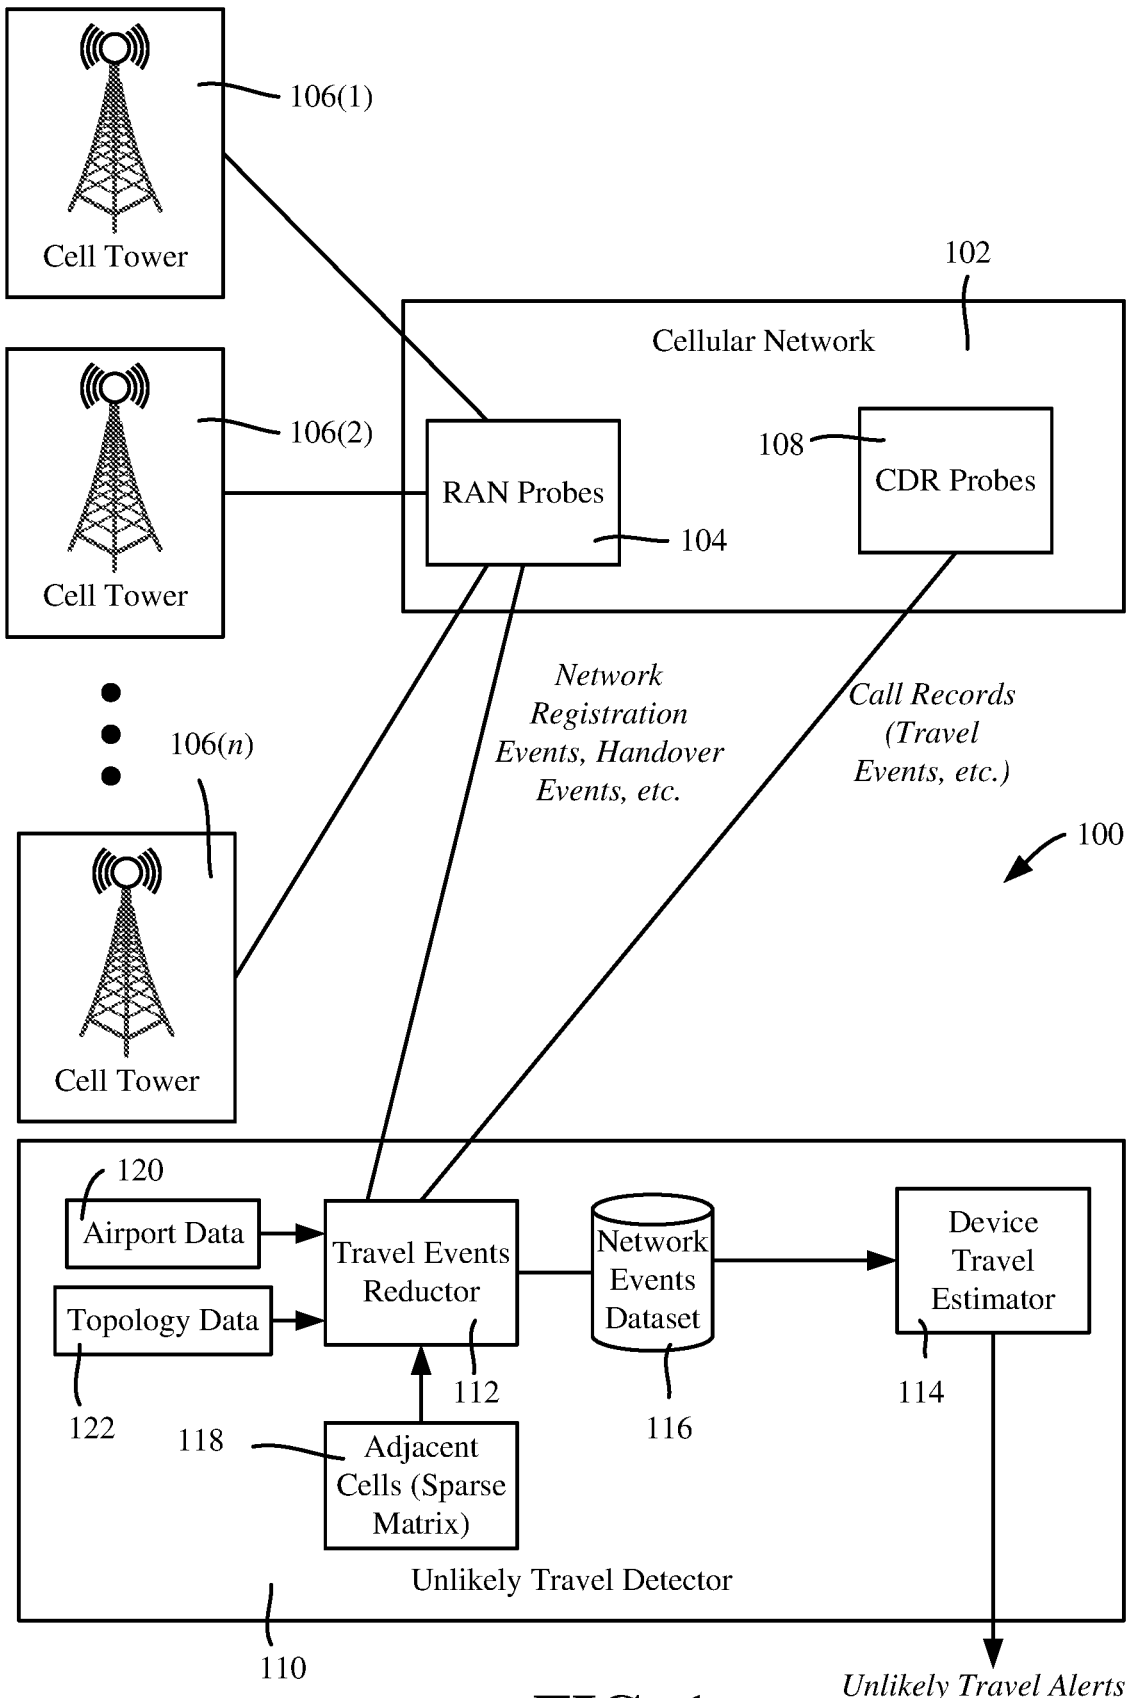 106(1)
Cell Tower
102
Cellular Network
106(2)
108
CDR Probes
RAN Probes
104
Cell Tower
Network
Registration
Events, Handover
Events, etc.
Call Records
(Travel
Events, etc.)
106(n)
100
Cell Tower
120
Airport Data
Travel Events
Reductor
Network
Events
Dataset
Device
Travel
Estimator
Topology Data
112
114
122
118
116
Adjacent
Cells (Sparse
Matrix)
Unlikely Travel Detector
110
Unlikely Travel Alerts